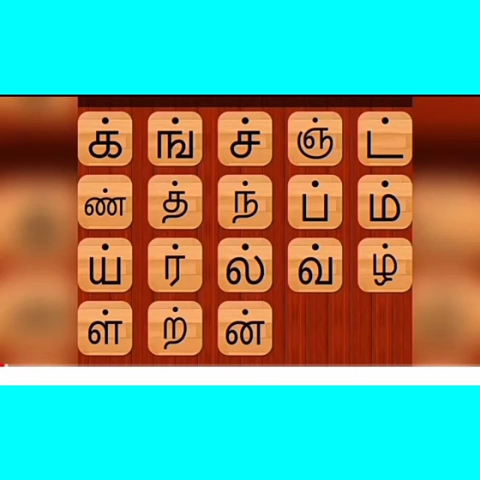 க் ங் ச் ஞ் ட்
ண் த் ந் ப் ம்
ய் ர் ல் வ் ழ்
ள் ற் ன்